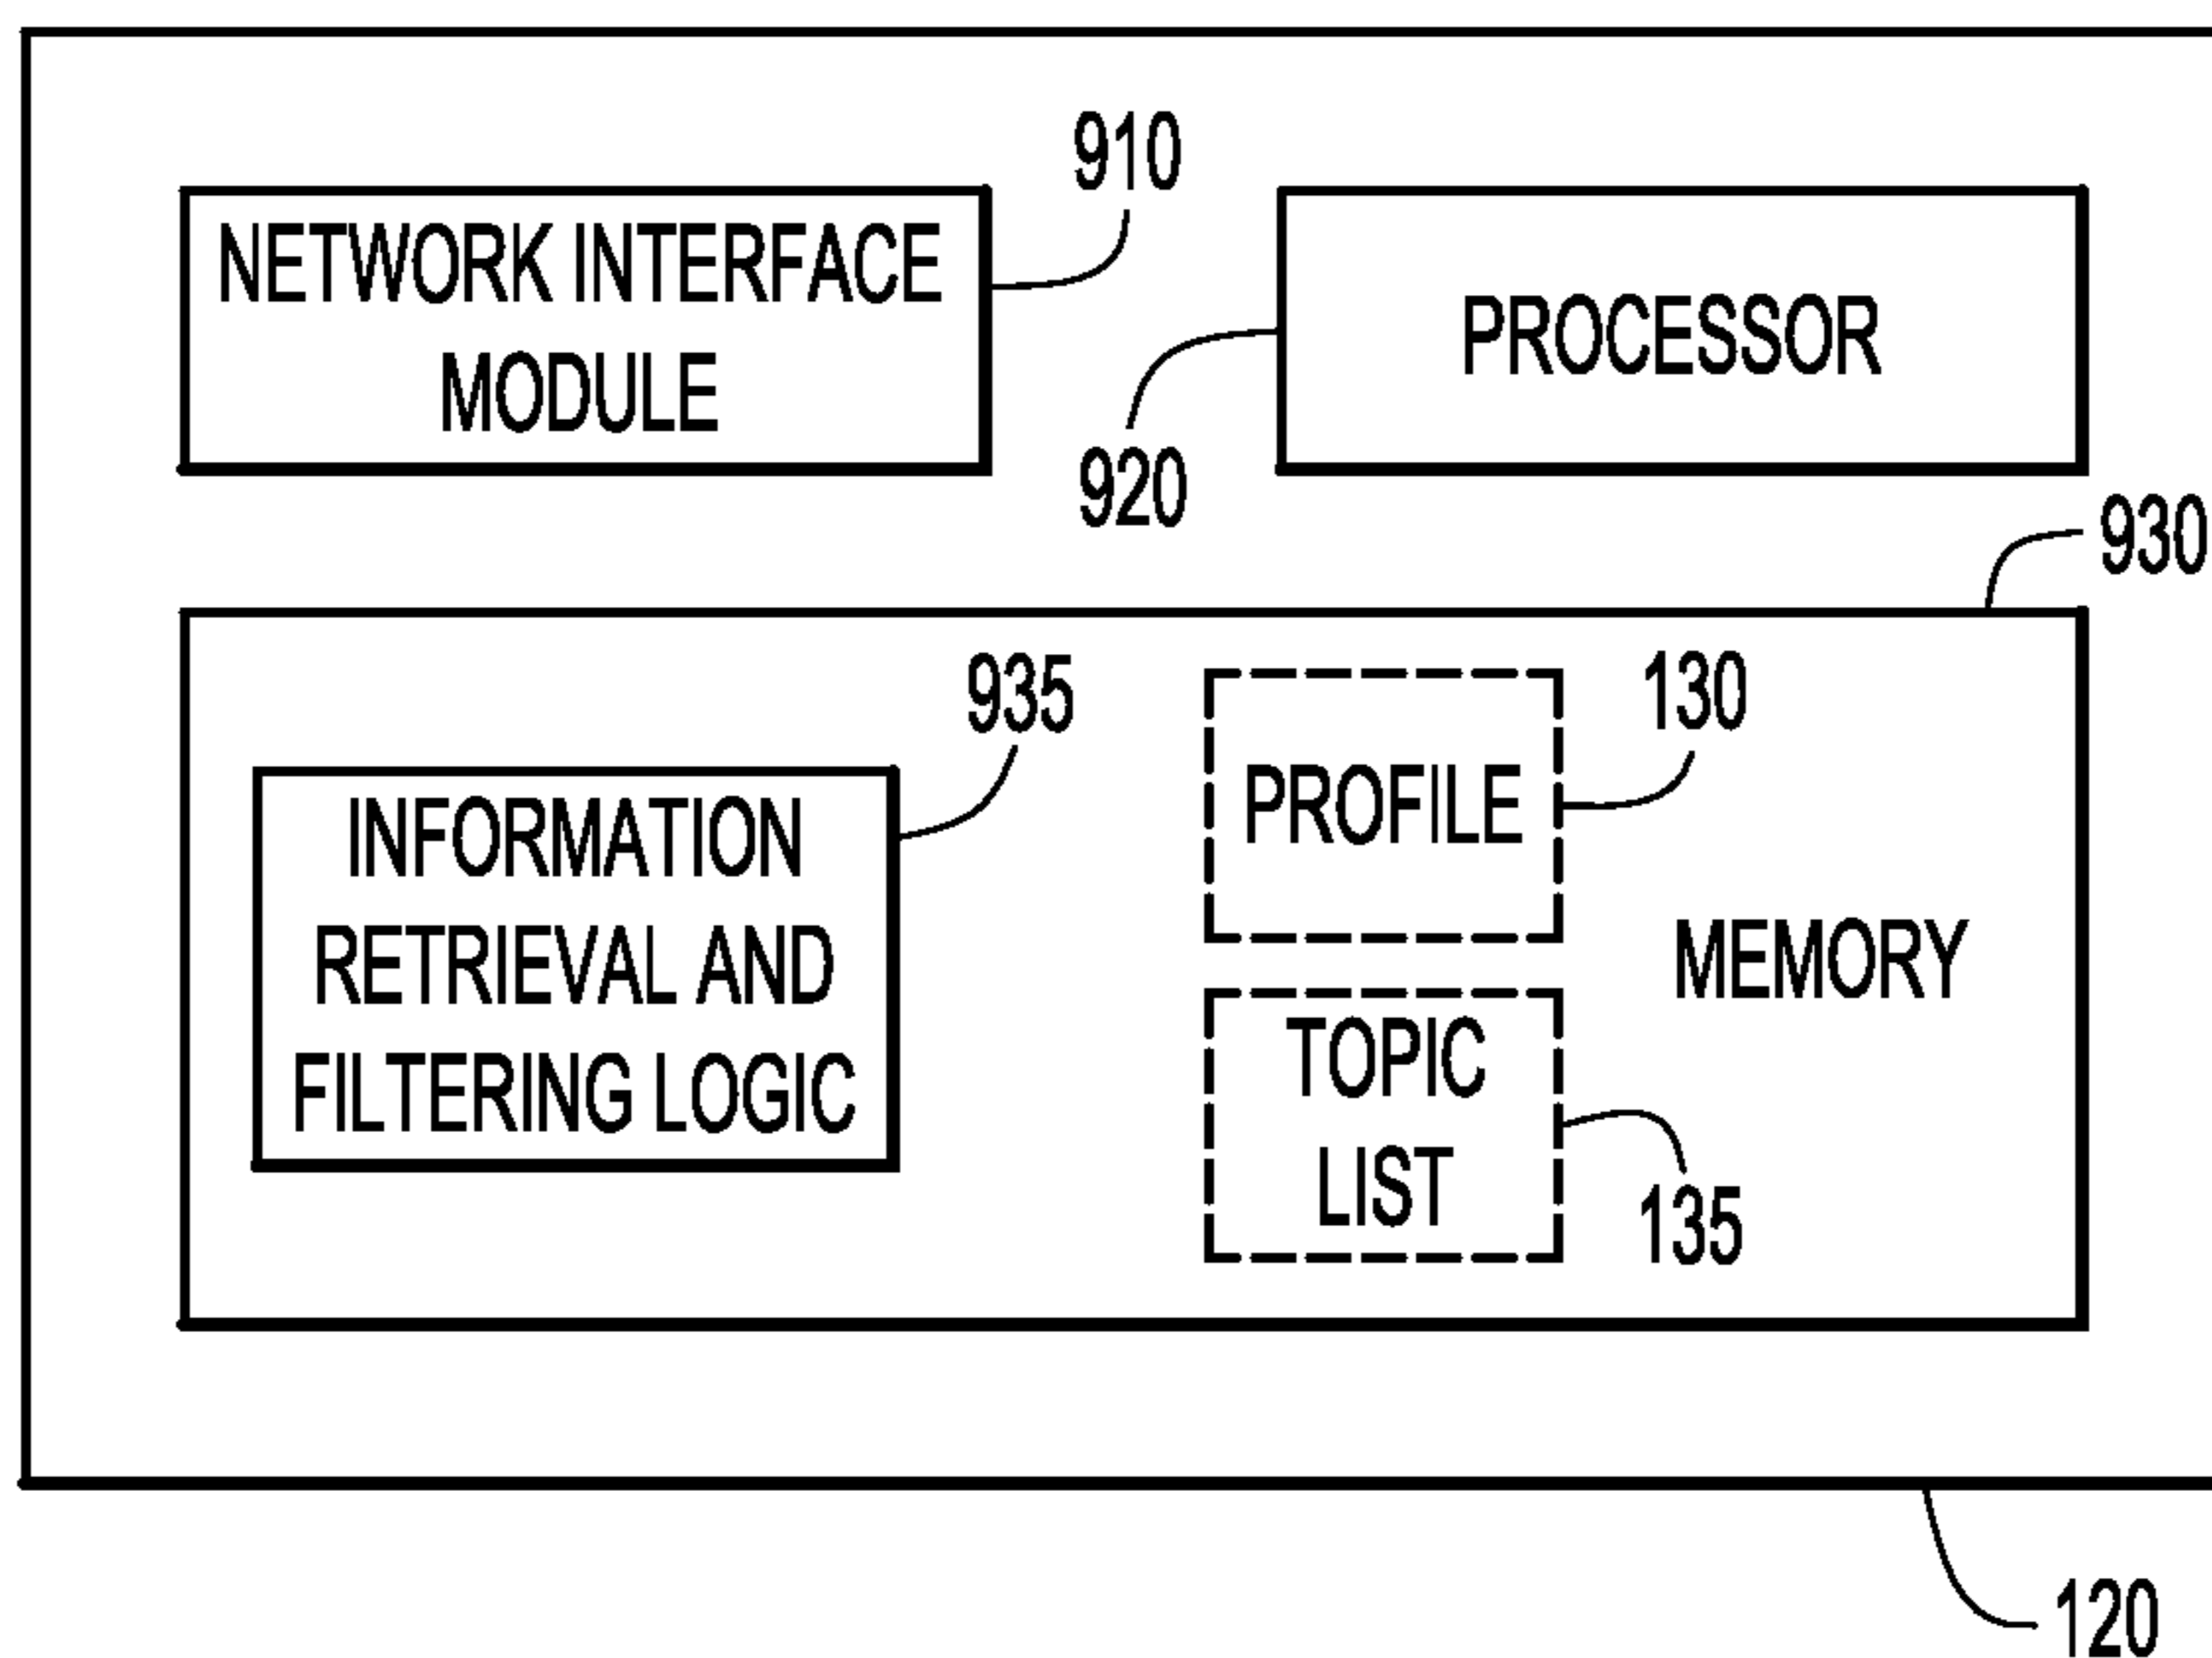 910
NETWORK INTERFACE
MODULE
PROCESSOR
920
930
935
130
INFORMATION
RETRIEVAL AND
FILTERING LOGIC
PROFILE
MEMORY
TOPIC
LIST
135
120